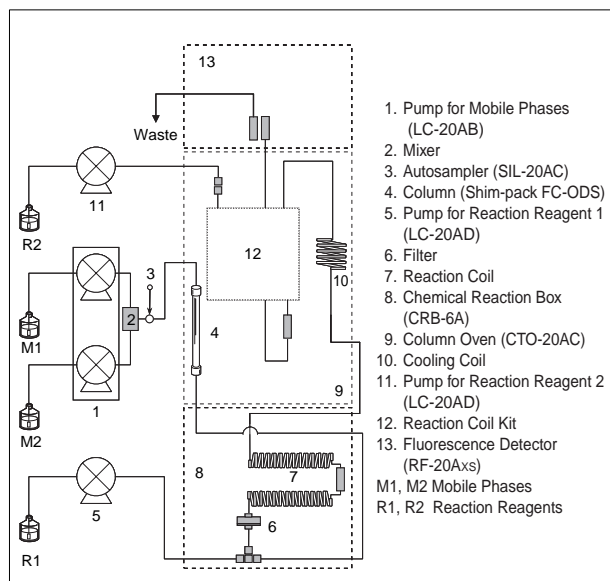 13
Waste
11
R2
12
10
3
M1
2
4
9
M2
1
8
7
5
6
R1
1. Pump for Mobile Phases
(LC-20AB)
2. Mixer
3. Autosampler (SIL-20AC)
4. Column (Shim-pack FC-ODS)
5. Pump for Reaction Reagent 1
(LC-20AD)
6. Filter
7. Reaction Coil
8. Chemical Reaction Box
(CRB-6A)
9. Column Oven (CTO-20AC)
10. Cooling Coil
11. Pump for Reaction Reagent 2
(LC-20AD)
12. Reaction Coil Kit
13. Fluorescence Detector
(RF-20Axs)
M1, M2 Mobile Phases
R1, R2 Reaction Reagents